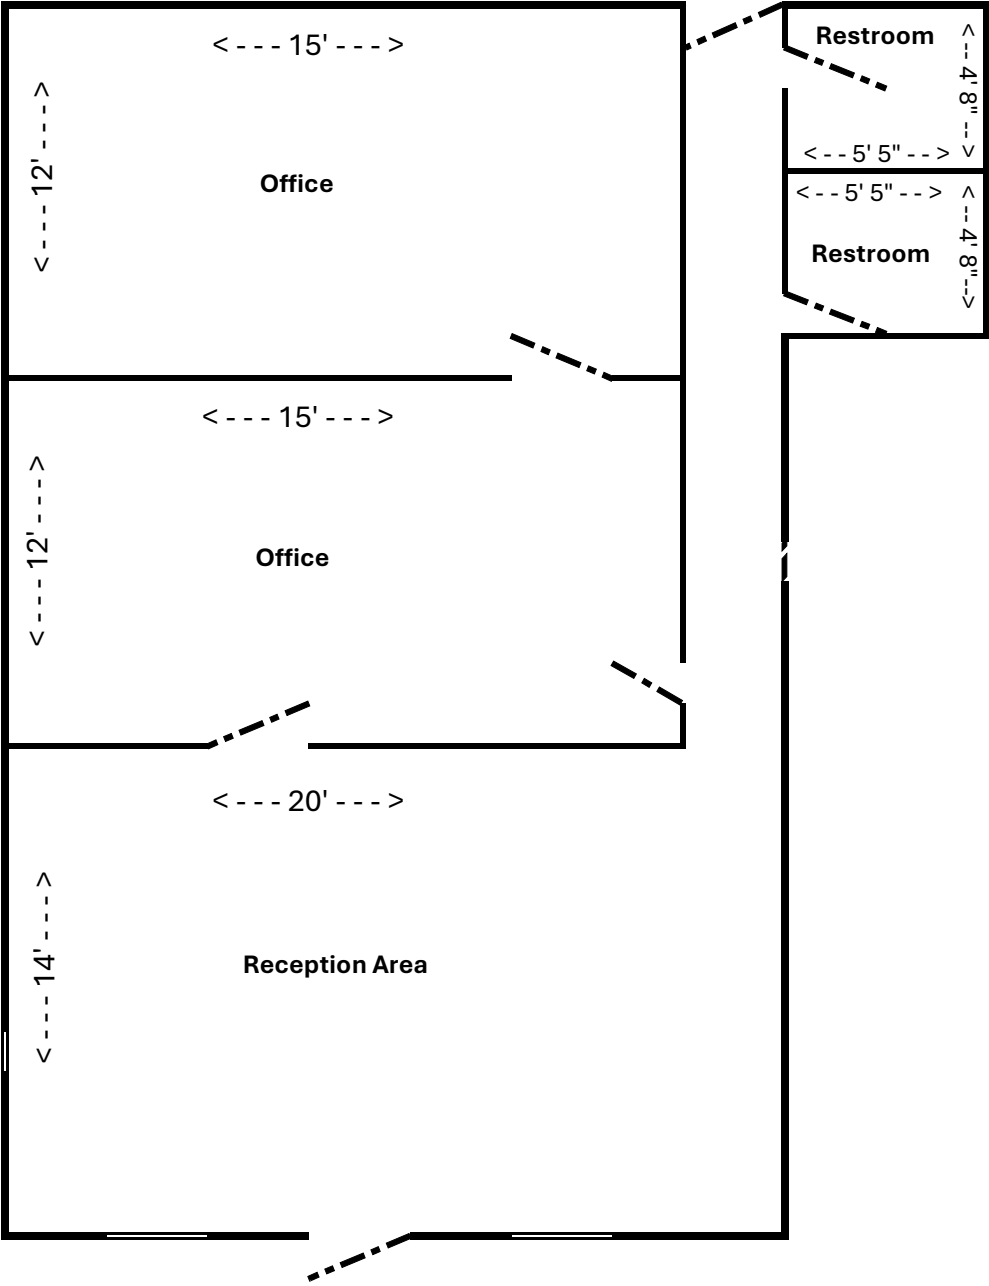 < - - - 15' - - - >
<- - - 12' - - - ->
Office
Restroom
<-- 4' 8" -->
< - - 5' 5" - - >
< - - 5' 5" - - >
<--4' 8"-->
Restroom
< - - - 15' - - - >
<- - - 12' - - - ->
Office
< - - - 20' - - - >
<- - - 14' - - - ->
Reception Area